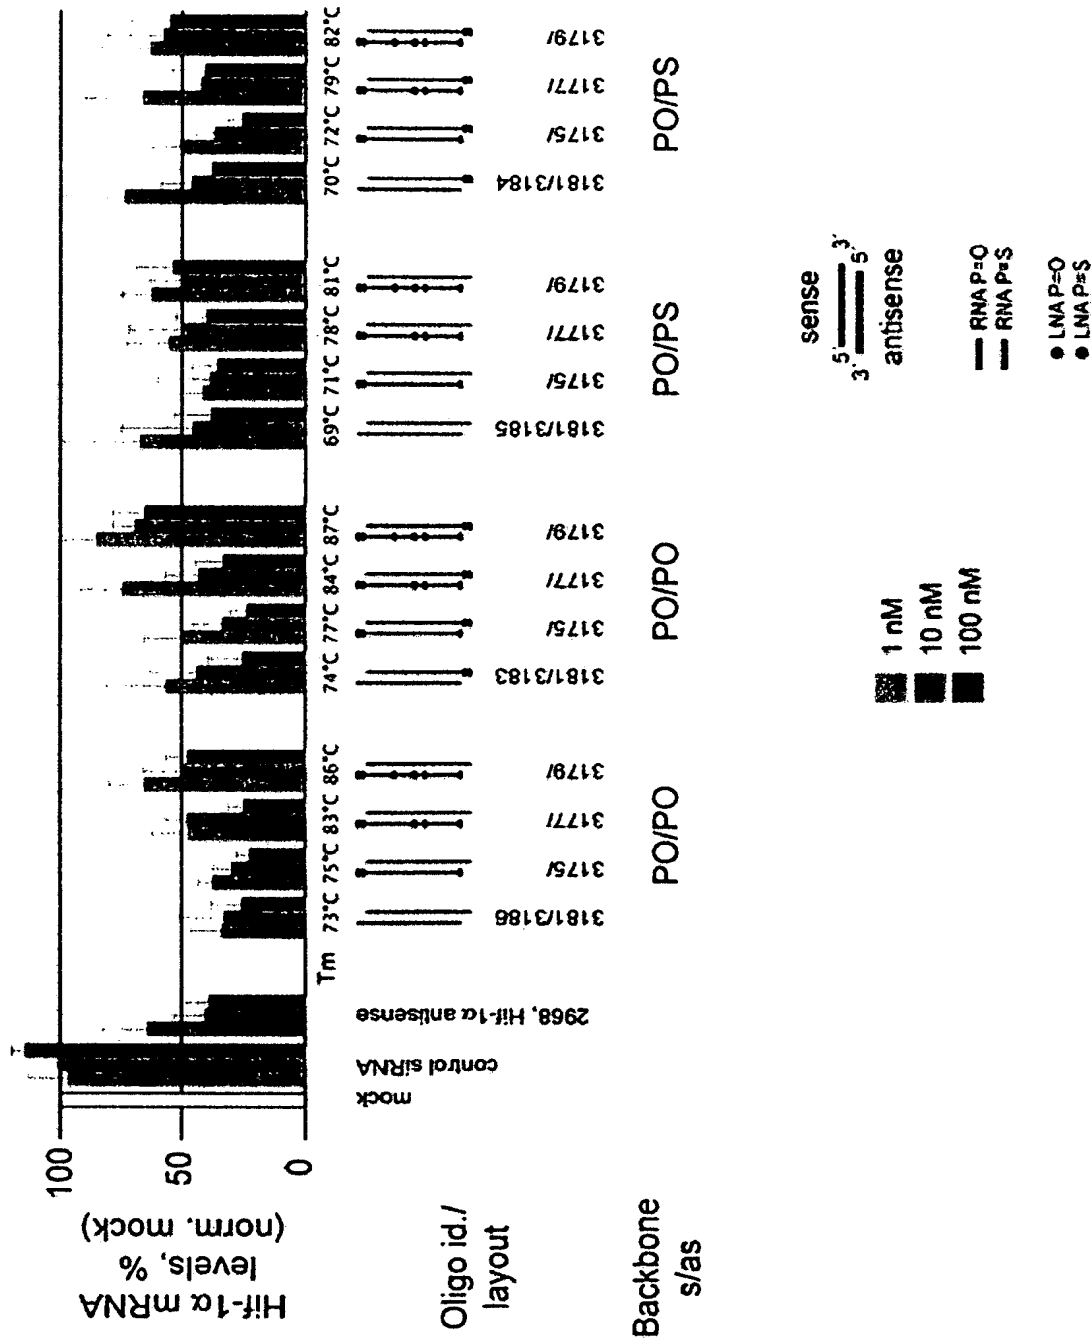 Hif-1α mRNA
levels, %
(norm. mock)
100
50
0
Tm 73°C 75°C 83°C 86°C 74°C 77°C 84°C 87°C 69°C 71°C 78°C 81°C 70°C 72°C 79°C 82°C
Oligo id./
layout
mock
control siRNA
2968, Hif-1α antisense
3181/3186
3175/
3177/
3179/
3181/3183
3175/
3177/
3179/
3181/3185
3175/
3177/
3179/
3181/3184
3175/
3177/
3179/
Backbone
s/as
PO/PO
PO/PO
PO/PS
PO/PS
1 nM
10 nM
100 nM
sense
5' 3'
3' 5'
antisense
RNA P=O
RNA P=S
LNA P=O
LNA P=S